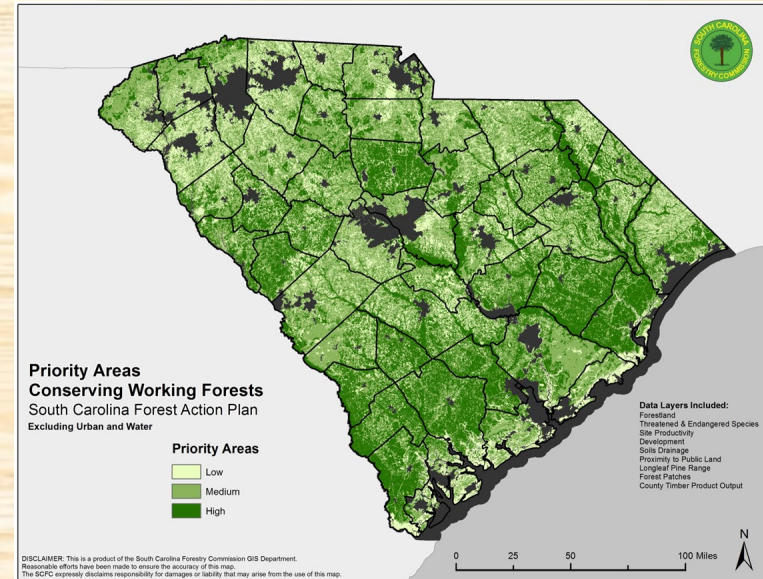 SOUTH CAROLINA
FORESTRY COMMISSION
Priority Areas
Conserving Working Forests
South Carolina Forest Action Plan
Excluding Urban and Water
Priority Areas
Low
Medium
High
Data Layers Included:
Forestland
Threatened & Endangered Species
Site Productivity
Development
Soils Drainage
Proximity to Public Land
Longleaf Pine Range
Forest Patches
County Timber Product Output
N
0 25 50 100 Miles
DISCLAIMER: This is a product of the South Carolina Forestry Commission GIS Department.
Reasonable efforts have been made to ensure the accuracy of this map.
The SCFC expressly disclaims responsibility for damages or liability that may arise from the use of this map.